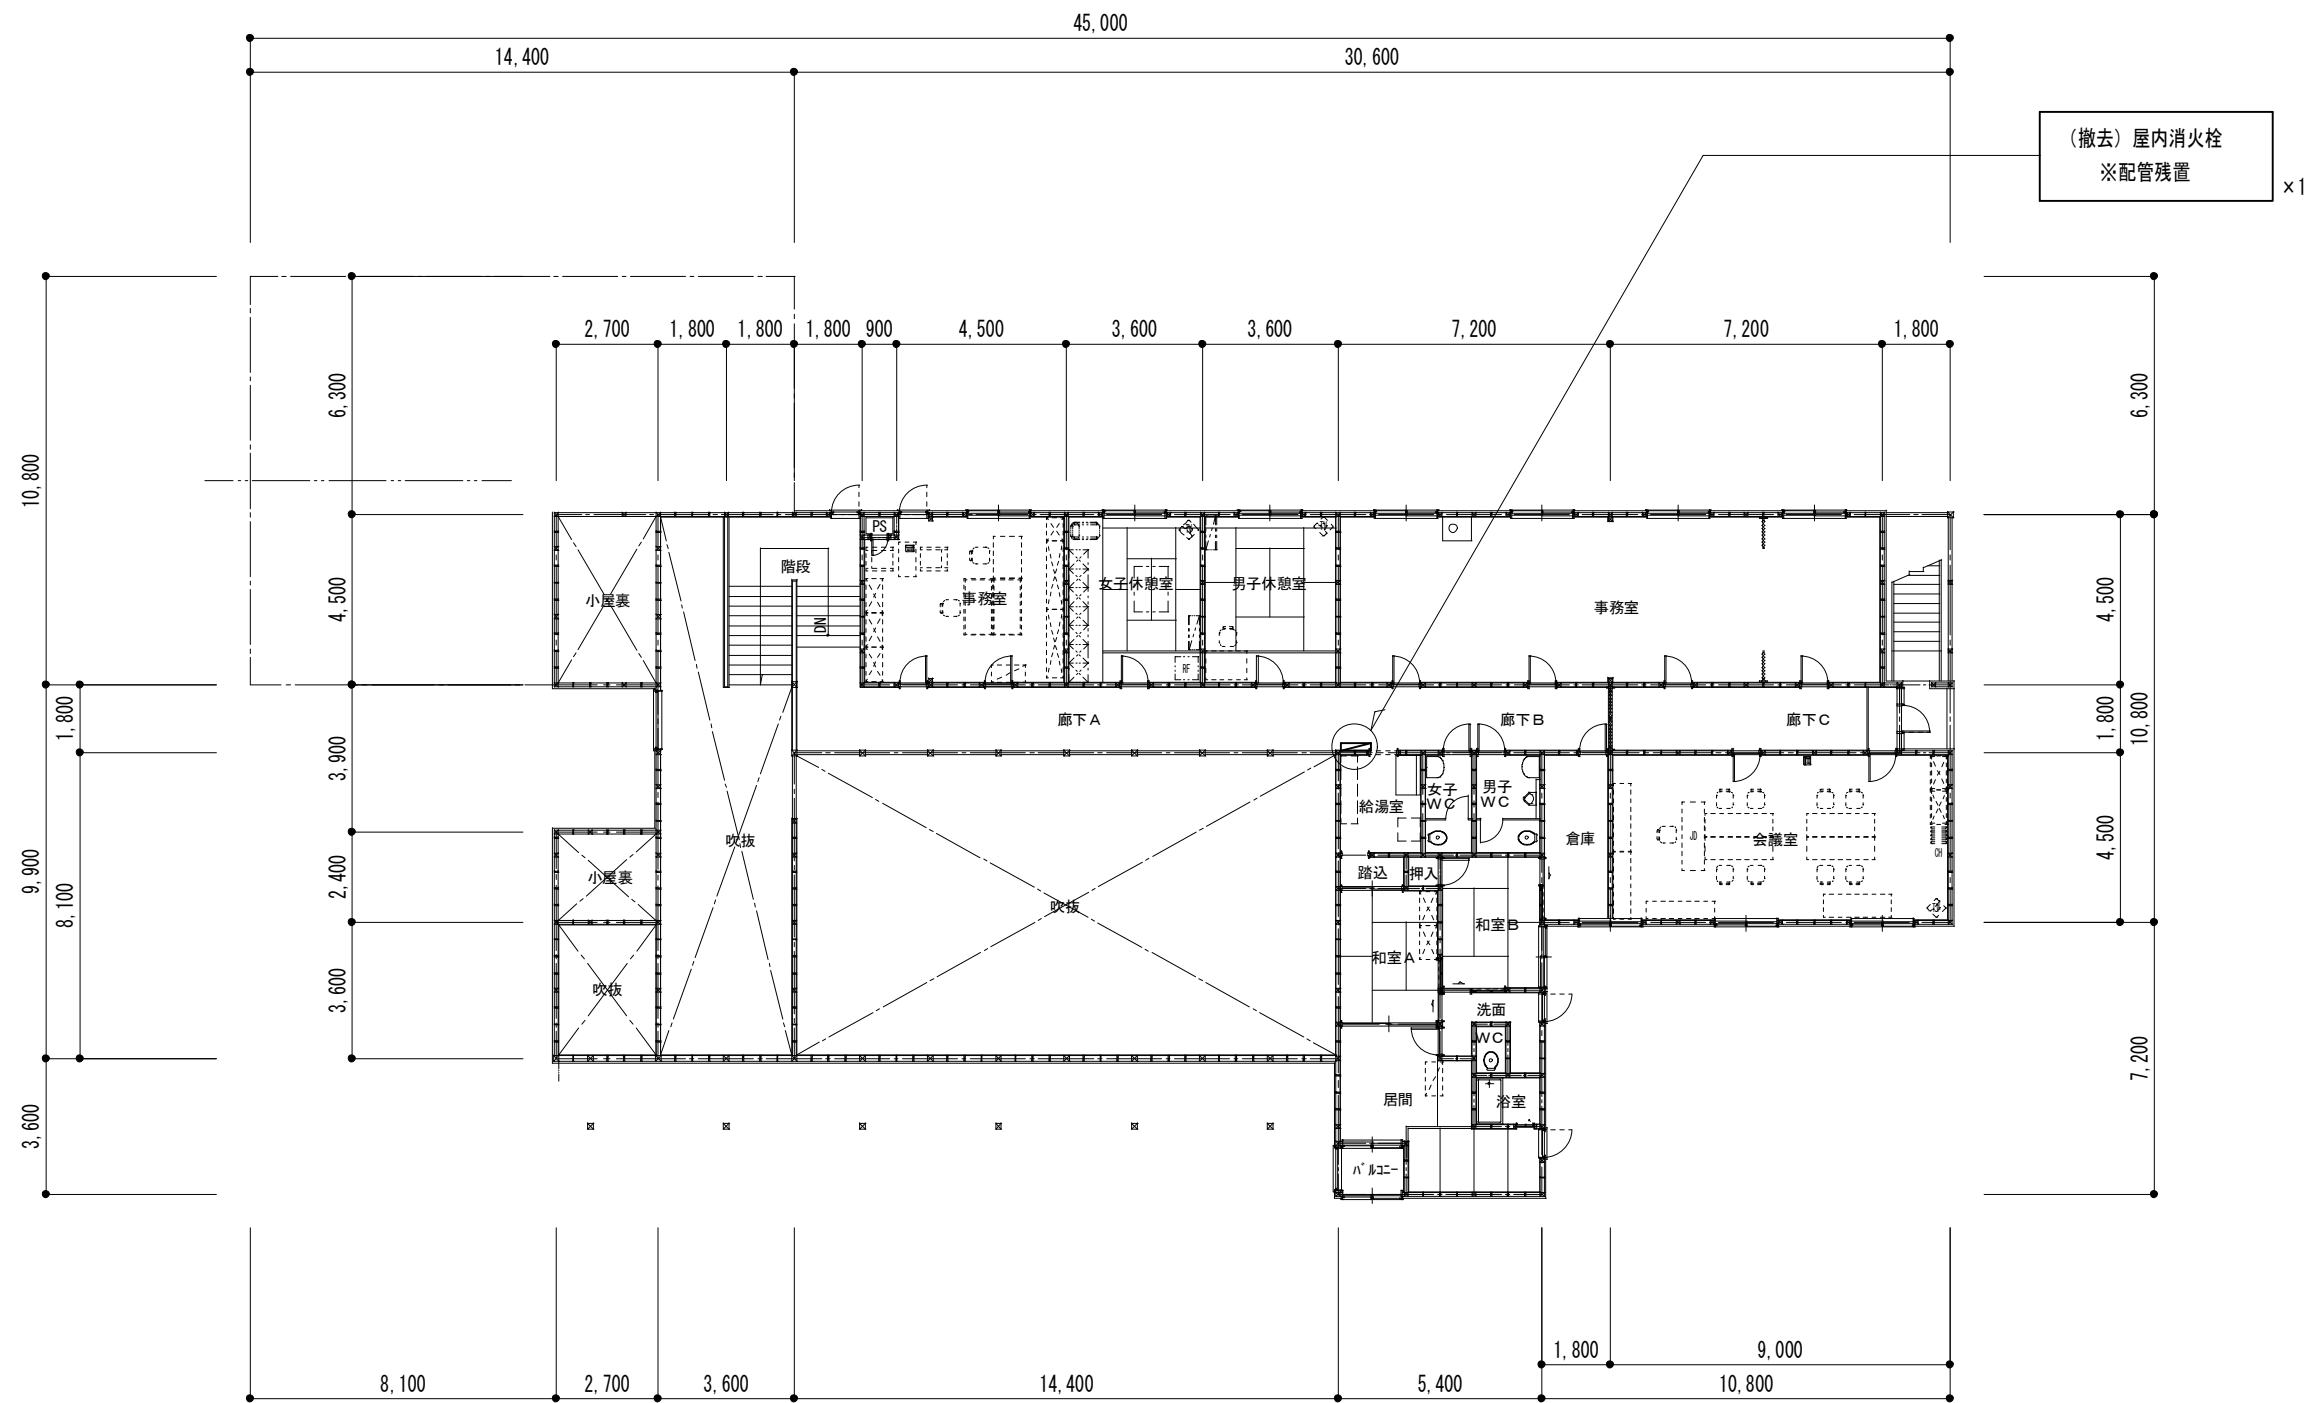 45,000
14,400
30,600
(撤去) 屋内消火栓
※配管残置
×1
2,700
1,800
1,800
1,800
900
4,500
3,600
3,600
7,200
7,200
1,800
10,800
6,300
4,500
1,800
3,900
9,900
8,100
2,400
3,600
3,600
6,300
4,500
1,800
10,800
4,500
7,200
PS
階段
DN
小屋裏
事務室
女子休憩室
RF
男子休憩室
事務室
廊下A
廊下B
廊下C
吹抜
小屋裏
吹抜
吹抜
給湯室
女子
WC
男子
WC
倉庫
JD
会議室
CH
踏込
押入
和室A
和室B
洗面
WC
居間
浴室
バルコニー
1,800
9,000
8,100
2,700
3,600
14,400
5,400
10,800